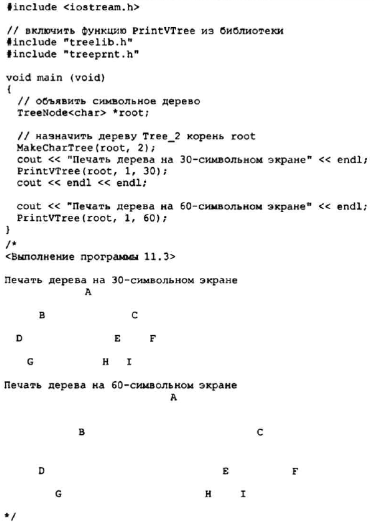 #include <iostream.h>
// включить функцию PrintVTree из библиотеки
#include "treelib.h"
#include "treeprnt.h"
void main (void)
{
// объявить символьное дерево
TreeNode<char> *root;
// назначить дереву Tree_2 корень root
MakeCharTree(root, 2);
cout << "Печать дерева на 30-символьном экране" << endl;
PrintVTree(root, 1, 30);
cout << endl << endl;
cout << "Печать дерева на 60-символьном экране" << endl;
PrintVTree(root, 1, 60);
}
/*
<Выполнение программы 11.3>
Печать дерева на 30-символьном экране
A
B C
D E F
G H I
Печать дерева на 60-символьном экране
A
B C
D E F
G H I
*/